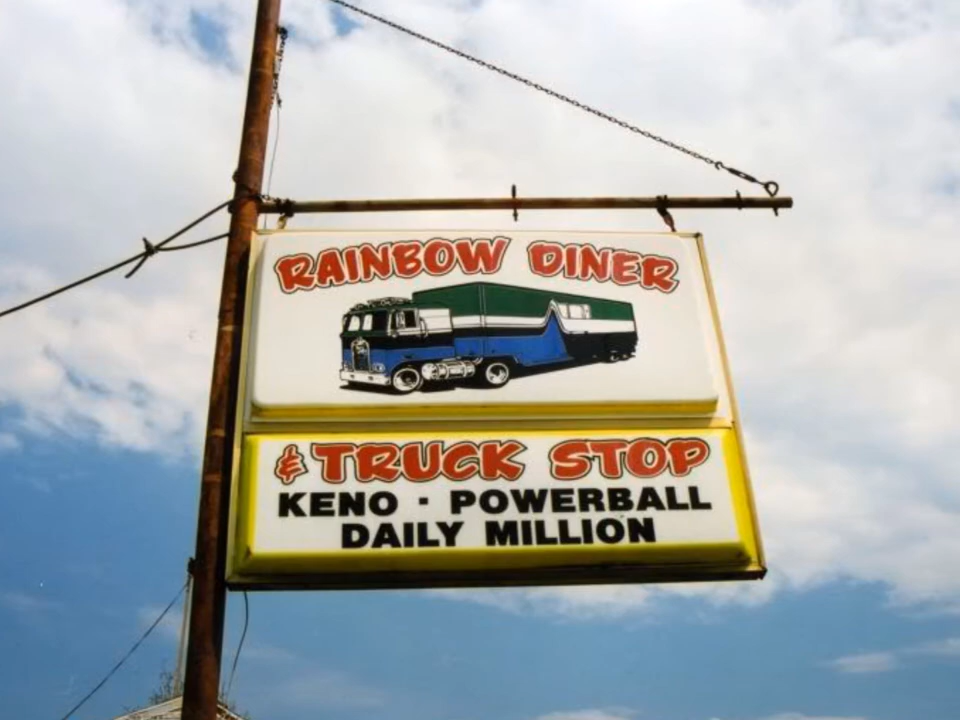 RAINBOW DINER
& TRUCK STOP
KENO · POWERBALL
DAILY MILLION